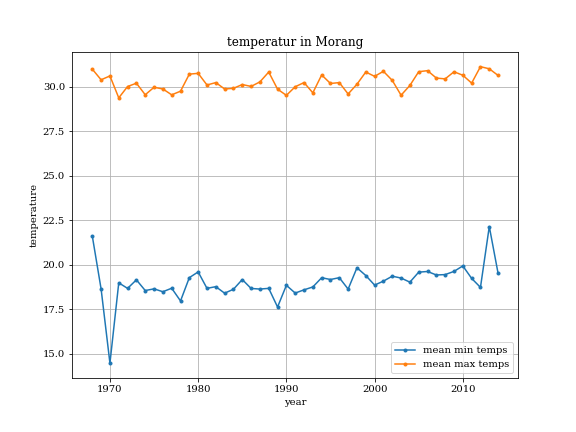 temperatur in Morang
temperature
30.0
27.5
25.0
22.5
20.0
17.5
15.0
mean min temps
mean max temps
1970
1980
1990
2000
2010
year